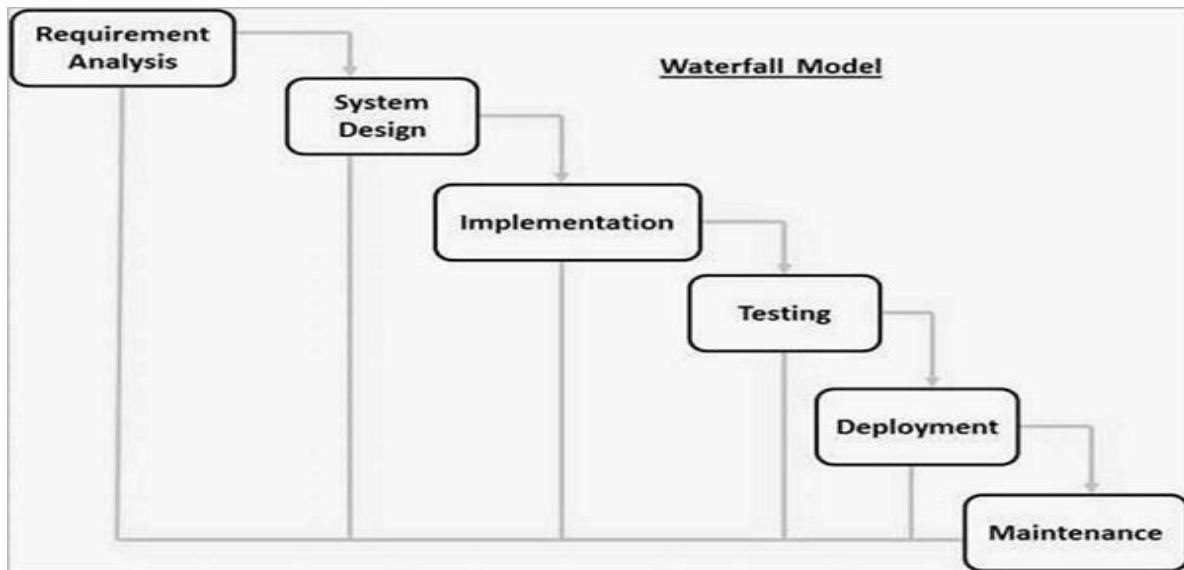 Requirement
Analysis
Waterfall Model
System
Design
Implementation
Testing
Deployment
Maintenance